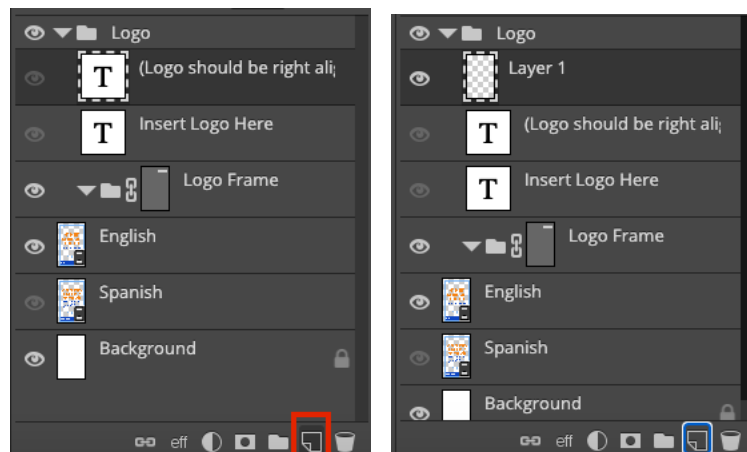 Logo
T (Logo should be right ali
T Insert Logo Here
Logo Frame
English
Spanish
Background
eff
Logo
Layer 1
T (Logo should be right ali
T Insert Logo Here
Logo Frame
English
Spanish
Background
eff